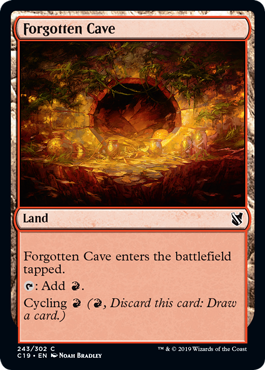 Forgotten Cave
Land
Forgotten Cave enters the battlefield
tapped.
: Add .
Cycling  (, Discard this card: Draw
a card.)
243/302 C
C19 • EN Noah Bradley
™ & © 2019 Wizards of the Coast